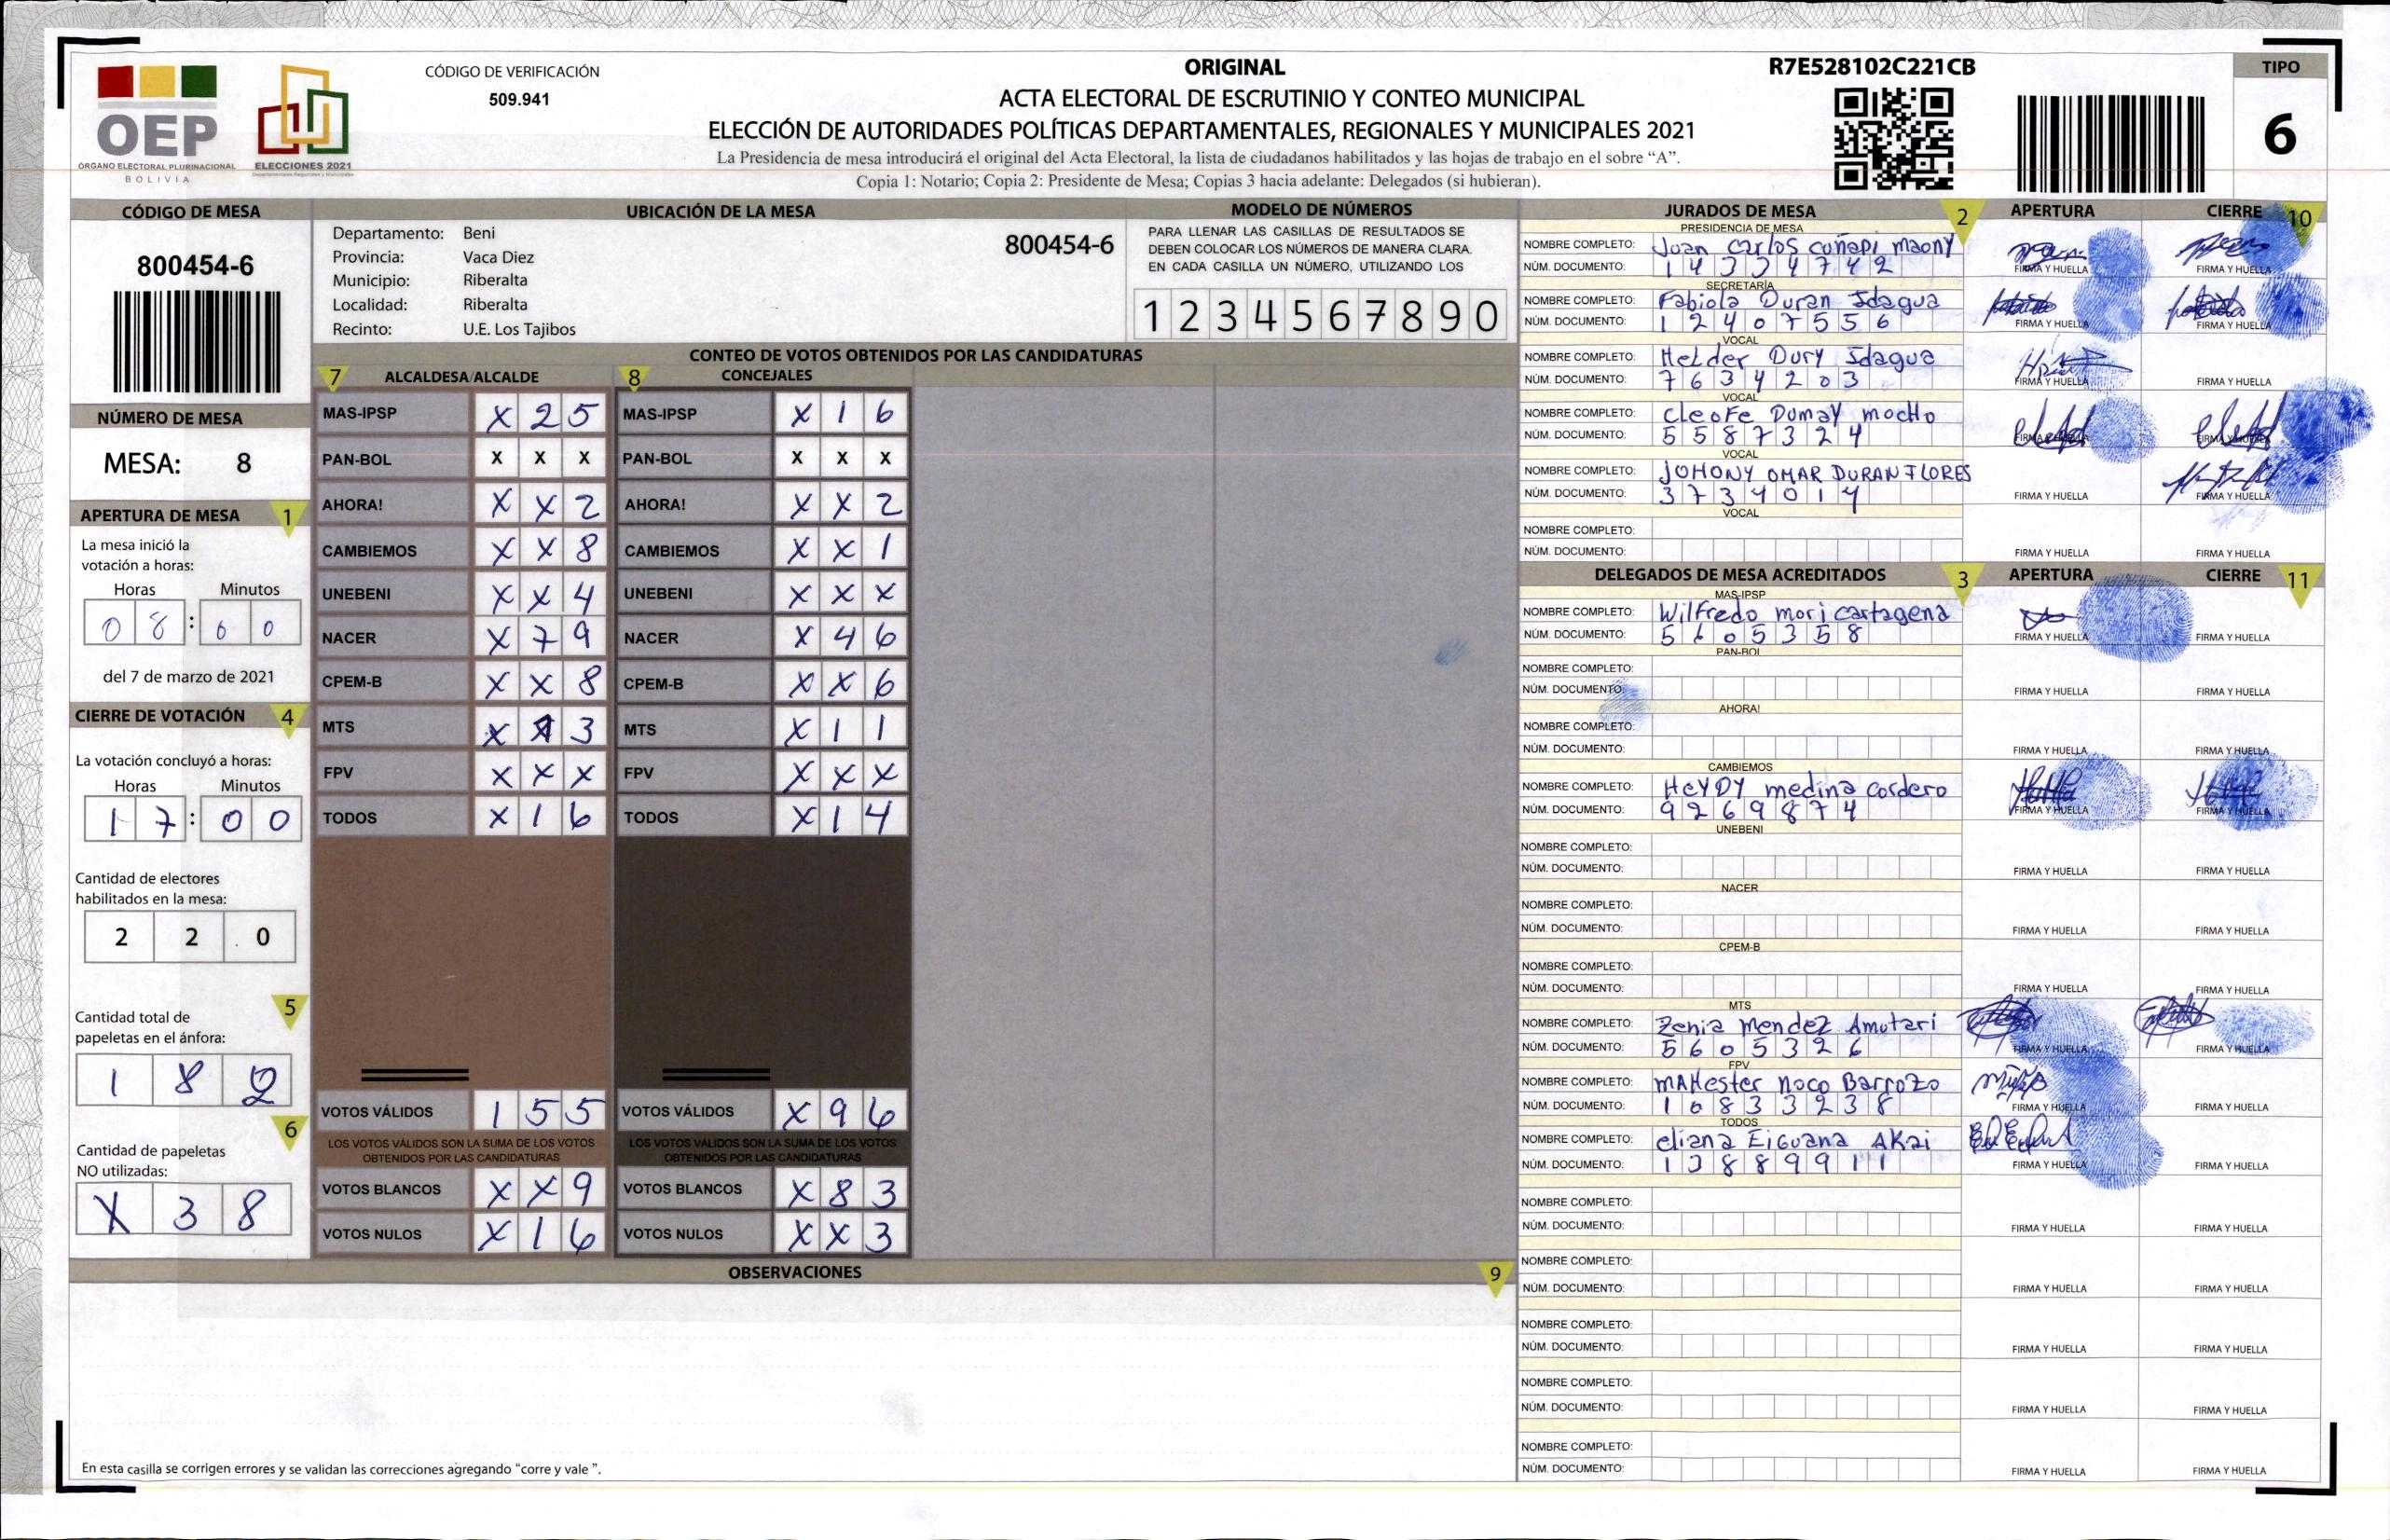 OEP
ÓRGANO ELECTORAL PLURINACIONAL
BOLIVIA
ELECCIONES 2021
CÓDIGO DE VERIFICACIÓN
509.941
ORIGINAL
ACTA ELECTORAL DE ESCRUTINIO Y CONTEO MUNICIPAL
ELECCIÓN DE AUTORIDADES POLÍTICAS DEPARTAMENTALES, REGIONALES Y MUNICIPALES 2021
La Presidencia de mesa introducirá el original del Acta Electoral, la lista de ciudadanos habilitados y las hojas de trabajo en el sobre “A”.
Copia 1: Notario; Copia 2: Presidente de Mesa; Copias 3 hacia adelante: Delegados (si hubieran).
R7E528102C221CB
TIPO
6
CÓDIGO DE MESA
800454-6
NÚMERO DE MESA
MESA: 8
APERTURA DE MESA 1
La mesa inició la
votación a horas:
Horas Minutos
0 8 : 0 0
del 7 de marzo de 2021
CIERRE DE VOTACIÓN 4
La votación concluyó a horas:
Horas Minutos
1 7 : 0 0
Cantidad de electores
habilitados en la mesa:
2 2 0
5
Cantidad total de
papeletas en el ánfora:
1 8 2
6
Cantidad de papeletas
NO utilizadas:
X 3 8
UBICACIÓN DE LA MESA
Departamento: Beni
Provincia: Vaca Diez
Municipio: Riberalta
Localidad: Riberalta
Recinto: U.E. Los Tajibos
800454-6
MODELO DE NÚMEROS
PARA LLENAR LAS CASILLAS DE RESULTADOS SE
DEBEN COLOCAR LOS NÚMEROS DE MANERA CLARA.
EN CADA CASILLA UN NÚMERO, UTILIZANDO LOS
1 2 3 4 5 6 7 8 9 0
CONTEO DE VOTOS OBTENIDOS POR LAS CANDIDATURAS
7 ALCALDESA/ALCALDE 8 CONCEJALES
MAS-IPSP X 2 5 MAS-IPSP X 1 6
PAN-BOL X X X PAN-BOL X X X
AHORA! X X 2 AHORA! X X 2
CAMBIEMOS X X 8 CAMBIEMOS X X 1
UNEBENI X X 4 UNEBENI X X X
NACER X 7 9 NACER X 4 6
CPEM-B X X 8 CPEM-B X X 6
MTS X 1 3 MTS X 1 1
FPV X X X FPV X X X
TODOS X 1 6 TODOS X 1 4
VOTOS VÁLIDOS 1 5 5 VOTOS VÁLIDOS X 9 6
LOS VOTOS VÁLIDOS SON LA SUMA DE LOS VOTOS LOS VOTOS VÁLIDOS SON LA SUMA DE LOS VOTOS
OBTENIDOS POR LAS CANDIDATURAS OBTENIDOS POR LAS CANDIDATURAS
VOTOS BLANCOS X X 9 VOTOS BLANCOS X 8 3
VOTOS NULOS X 1 6 VOTOS NULOS X X 3
OBSERVACIONES 9
En esta casilla se corrigen errores y se validan las correcciones agregando “corre y vale ”.
JURADOS DE MESA 2 APERTURA CIERRE 10
PRESIDENCIA DE MESA
NOMBRE COMPLETO: Juan Carlos cuñapi maony
NÚM. DOCUMENTO: FIRMA Y HUELLA FIRMA Y HUELLA
SECRETARÍA
NOMBRE COMPLETO: Fabiola Duran Idagua
NÚM. DOCUMENTO: 1 2 4 0 7 5 5 6 FIRMA Y HUELLA FIRMA Y HUELLA
VOCAL
NOMBRE COMPLETO: Helder Dury Idagua
NÚM. DOCUMENTO: 7 6 3 4 2 0 3 FIRMA Y HUELLA FIRMA Y HUELLA
VOCAL
NOMBRE COMPLETO: Cleofe Dumay mocho
NÚM. DOCUMENTO: 5 5 8 7 3 2 4 FIRMA Y HUELLA FIRMA Y HUELLA
VOCAL
NOMBRE COMPLETO: JOHONY OMAR DURAN FLORES
NÚM. DOCUMENTO: 3 7 3 4 0 1 4 FIRMA Y HUELLA FIRMA Y HUELLA
VOCAL
NOMBRE COMPLETO:
NÚM. DOCUMENTO: FIRMA Y HUELLA FIRMA Y HUELLA
DELEGADOS DE MESA ACREDITADOS 3 APERTURA CIERRE 11
MAS-IPSP
NOMBRE COMPLETO: Wilfredo mori cartagena
NÚM. DOCUMENTO: 5 6 0 5 3 5 8 FIRMA Y HUELLA FIRMA Y HUELLA
PAN-BOL
NOMBRE COMPLETO:
NÚM. DOCUMENTO: FIRMA Y HUELLA FIRMA Y HUELLA
AHORA!
NOMBRE COMPLETO:
NÚM. DOCUMENTO: FIRMA Y HUELLA FIRMA Y HUELLA
CAMBIEMOS
NOMBRE COMPLETO: HeYDY medina cordero
NÚM. DOCUMENTO: 9 2 6 9 8 7 4 FIRMA Y HUELLA FIRMA Y HUELLA
UNEBENI
NOMBRE COMPLETO:
NÚM. DOCUMENTO: FIRMA Y HUELLA FIRMA Y HUELLA
NACER
NOMBRE COMPLETO:
NÚM. DOCUMENTO: FIRMA Y HUELLA FIRMA Y HUELLA
CPEM-B
NOMBRE COMPLETO:
NÚM. DOCUMENTO: FIRMA Y HUELLA FIRMA Y HUELLA
MTS
NOMBRE COMPLETO: Zenia mendez Amutari
NÚM. DOCUMENTO: 5 6 0 5 3 2 6 FIRMA Y HUELLA FIRMA Y HUELLA
FPV
NOMBRE COMPLETO: mAHester noco Barrozo
NÚM. DOCUMENTO: 1 0 8 3 3 2 3 8 FIRMA Y HUELLA FIRMA Y HUELLA
TODOS
NOMBRE COMPLETO: eliana Eiguana AKai
NÚM. DOCUMENTO: FIRMA Y HUELLA FIRMA Y HUELLA
NOMBRE COMPLETO:
NÚM. DOCUMENTO: FIRMA Y HUELLA FIRMA Y HUELLA
NOMBRE COMPLETO:
NÚM. DOCUMENTO: FIRMA Y HUELLA FIRMA Y HUELLA
NOMBRE COMPLETO:
NÚM. DOCUMENTO: FIRMA Y HUELLA FIRMA Y HUELLA
NOMBRE COMPLETO:
NÚM. DOCUMENTO: FIRMA Y HUELLA FIRMA Y HUELLA
NOMBRE COMPLETO:
NÚM. DOCUMENTO: FIRMA Y HUELLA FIRMA Y HUELLA